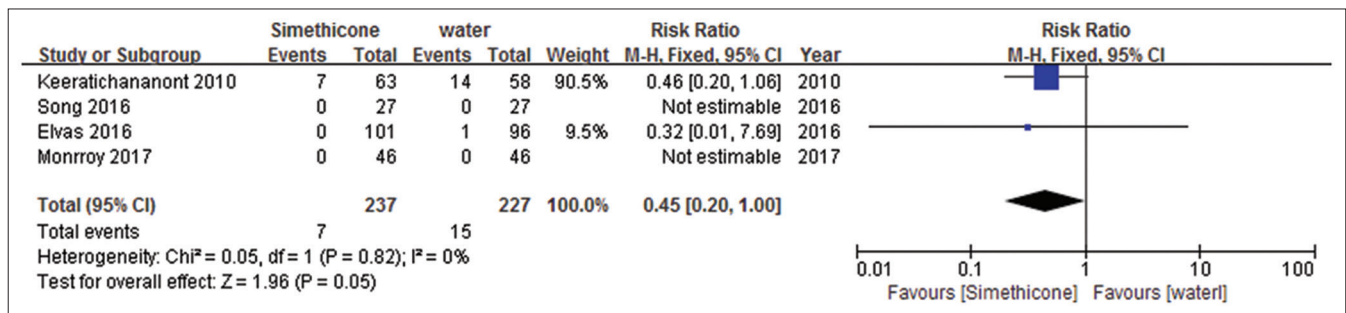 Simethicone water Risk Ratio Risk Ratio
Study or Subgroup Events Total Events Total Weight M-H, Fixed, 95% CI Year M-H, Fixed, 95% CI
Keeratichananont 2010 7 63 14 58 90.5% 0.46 [0.20, 1.06] 2010
Song 2016 0 27 0 27 Not estimable 2016
Elvas 2016 0 101 1 96 9.5% 0.32 [0.01, 7.69] 2016
Monrroy 2017 0 46 0 46 Not estimable 2017
Total (95% CI) 237 227 100.0% 0.45 [0.20, 1.00]
Total events 7 15
Heterogeneity: Chi² = 0.05, df = 1 (P = 0.82); I² = 0%
Test for overall effect: Z = 1.96 (P = 0.05)
0.01 0.1 1 10 100
Favours [Simethicone] Favours [waterl]